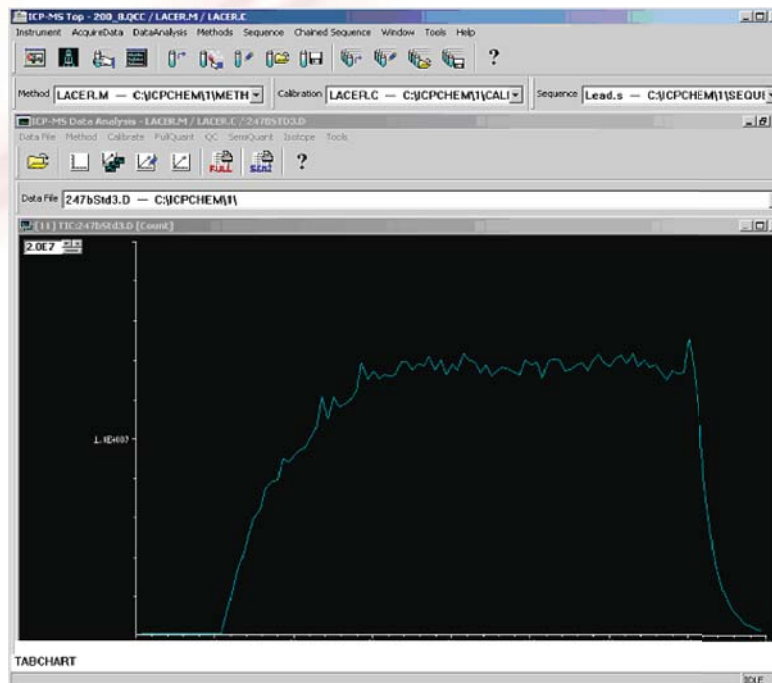 ICP-MS Top - 200_8.QCC / LACER.M / LACER.C
Instrument AcquireData DataAnalysis Methods Sequence Chained Sequence Window Tools Help
?
Method LACER.M — C:\ICPCHEM\1\METH Calibration LACER.C — C:\ICPCHEM\1\CALI Sequence Lead.s — C:\ICPCHEM\1\SEQUE
ICP-MS Data Analysis - LACER.M / LACER.C / 247bSTD3.D
Data File Method Calibrate FullQuant QC SemiQuant Isotope Tools
FULL SEMI ?
Data File 247bStd3.D — C:\ICPCHEM\1\
[11] TIC:247bStd3.D [Count]
2.0E7
TABCHART
IDLE